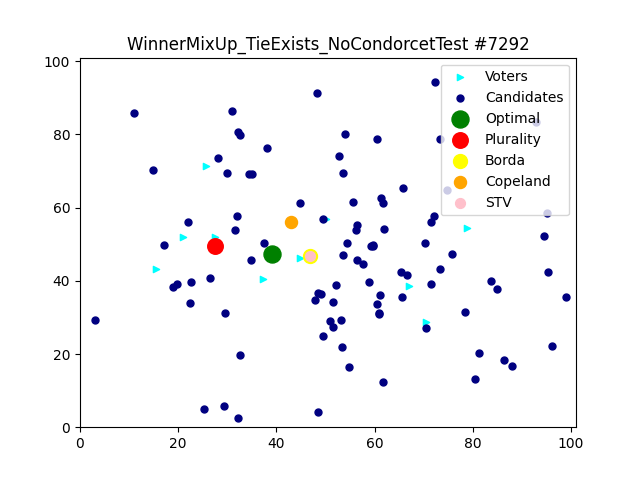 WinnerMixUp_TieExists_NoCondorcetTest #7292
100
80
60
40
20
0
0 20 40 60 80 100
Voters
Candidates
Optimal
Plurality
Borda
Copeland
STV